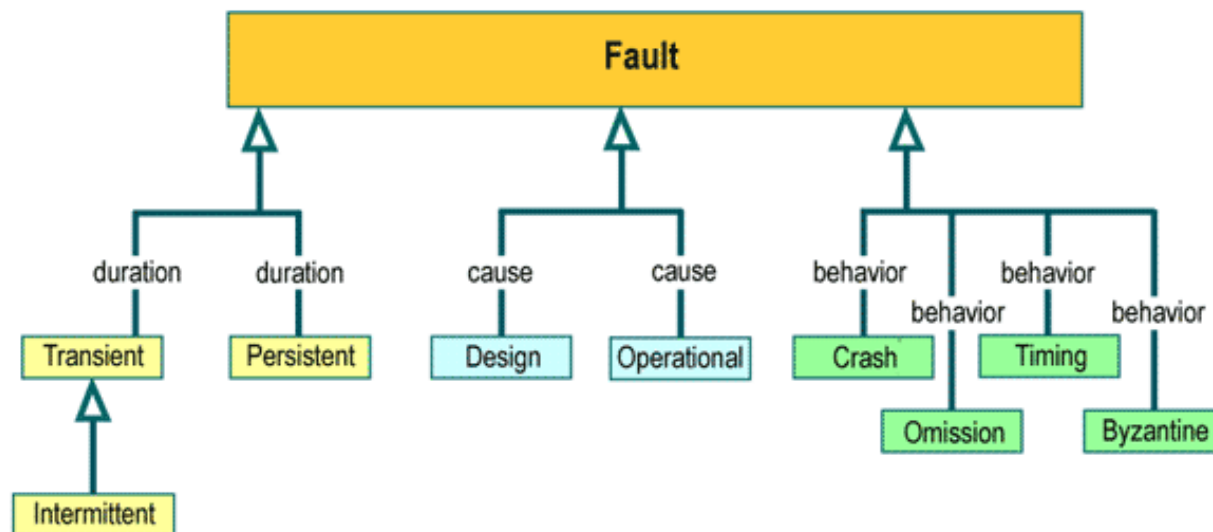 Fault
duration
duration
cause
cause
behavior
behavior
behavior
behavior
Transient
Persistent
Design
Operational
Crash
Timing
Omission
Byzantine
Intermittent